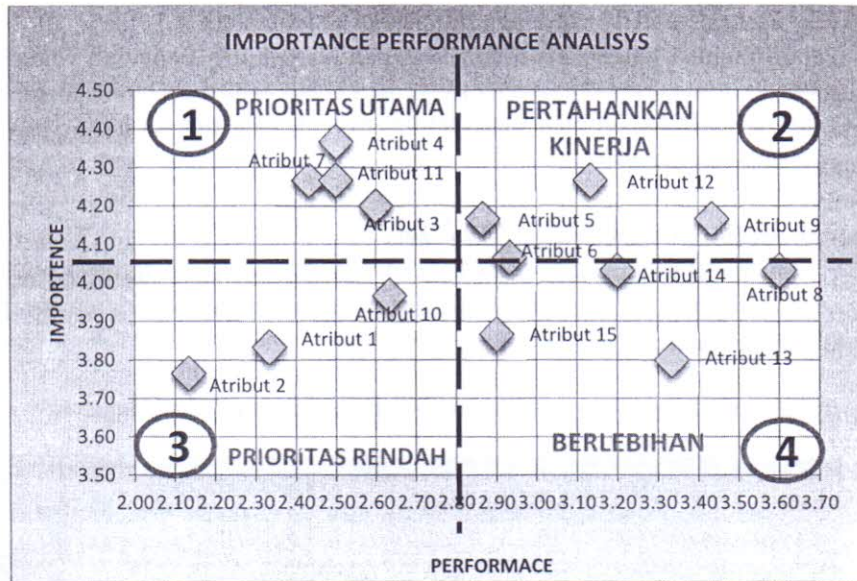 IMPORTANCE PERFORMANCE ANALISYS
1
PRIORITAS UTAMA
PERTAHANKAN
KINERJA
2
4.50
4.40
4.30
4.20
4.10
4.00
3.90
3.80
3.70
3.60
3.50
IMPORTENCE
Atribut 4
Atribut 7
Atribut 11
Atribut 12
Atribut 3
Atribut 5
Atribut 9
Atribut 6
Atribut 14
Atribut 8
Atribut 10
Atribut 1
Atribut 15
Atribut 13
Atribut 2
3
PRIORITAS RENDAH
BERLEBIHAN
4
2.00 2.10 2.20 2.30 2.40 2.50 2.60 2.70 2.80 2.90 3.00 3.10 3.20 3.30 3.40 3.50 3.60 3.70
PERFORMACE